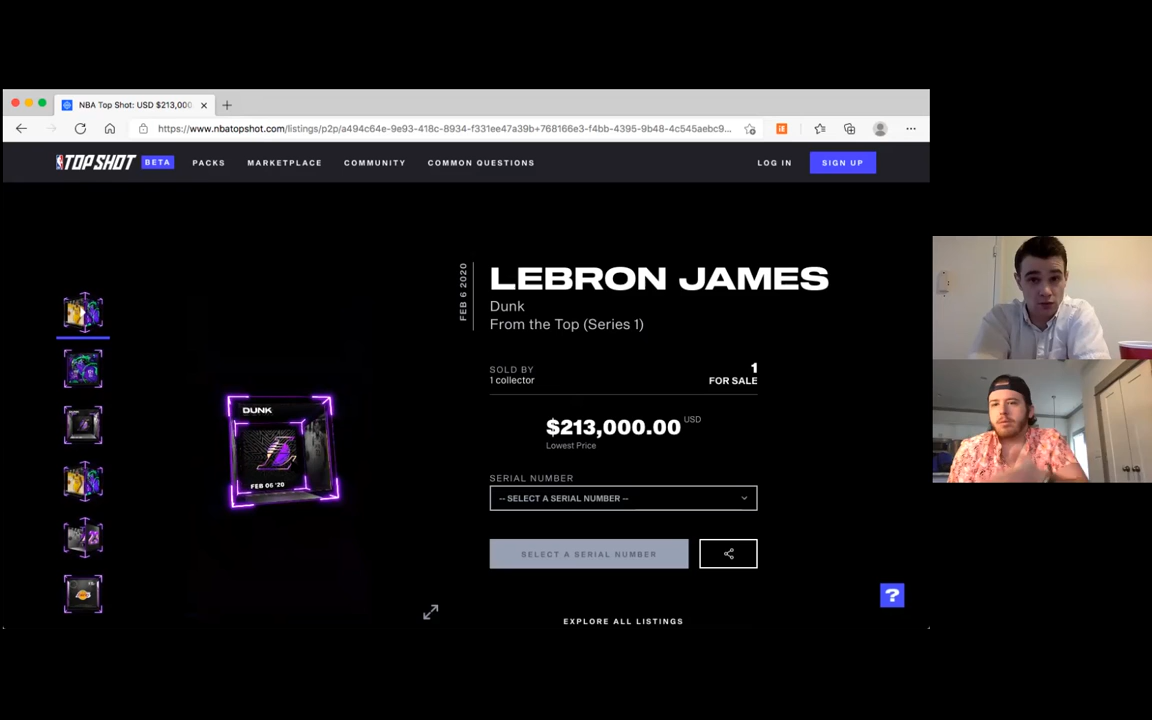 NBA Top Shot: USD $213,000
https://www.nbatopshot.com/listings/p2p/a494c64e-9e93-418c-8934-f331ee47a39b+768166e3-f4bb-4395-9b48-4c545aebc9...
TOP SHOT BETA PACKS MARKETPLACE COMMUNITY COMMON QUESTIONS LOG IN SIGN UP
FEB 6 2020
LEBRON JAMES
Dunk
From the Top (Series 1)
SOLD BY
1 collector
1
FOR SALE
$213,000.00 USD
Lowest Price
SERIAL NUMBER
-- SELECT A SERIAL NUMBER --
SELECT A SERIAL NUMBER
EXPLORE ALL LISTINGS
DUNK
FEB 06 '20
?